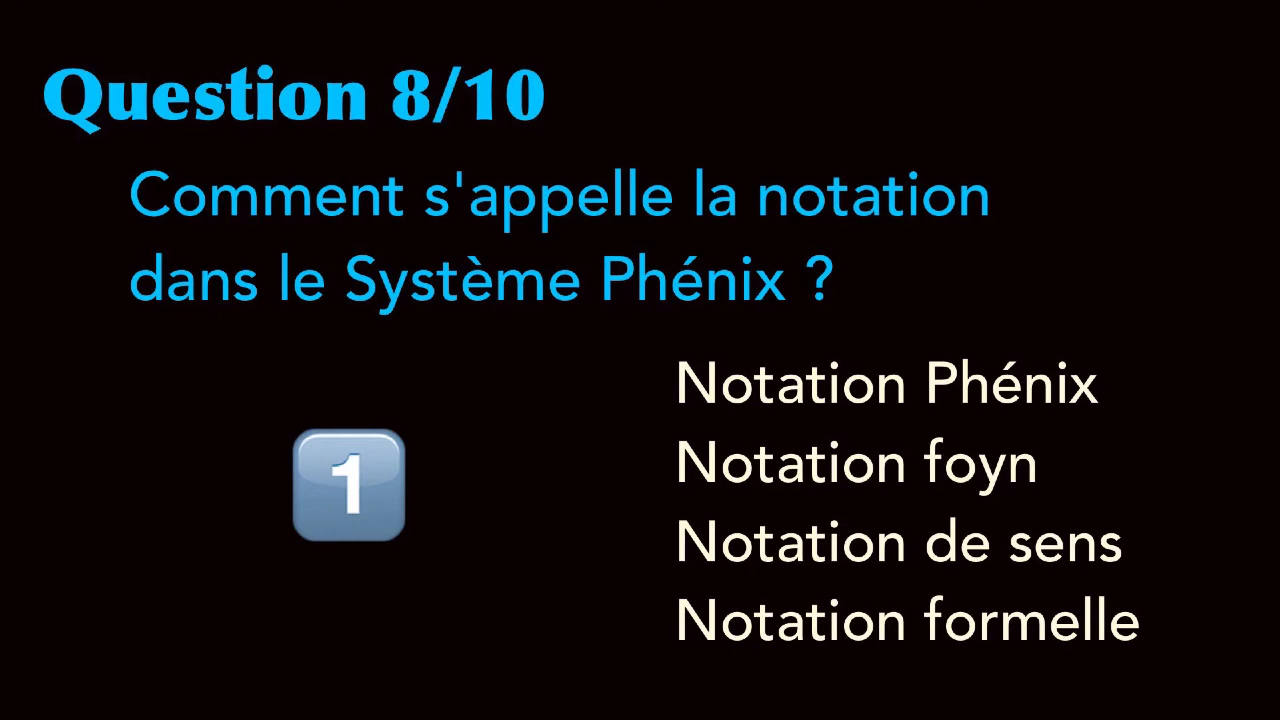 Question 8/10
Comment s'appelle la notation
dans le Système Phénix ?
Notation Phénix
Notation foyn
1
Notation de sens
Notation formelle